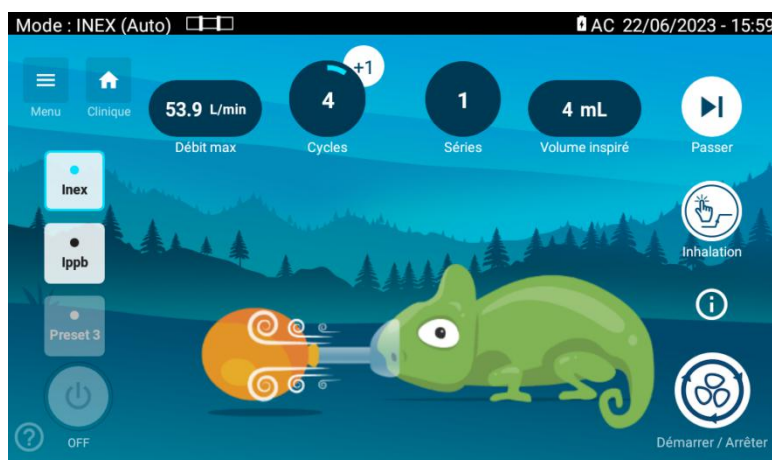 Mode : INEX (Auto) AC 22/06/2023 - 15:59
+1
53.9 L/min 4 1 4 mL
Menu Clinique Débit max Cycles Séries Volume inspiré Passer
Inex
Inhalation
Ippb
Preset 3
OFF
Démarrer / Arrêter